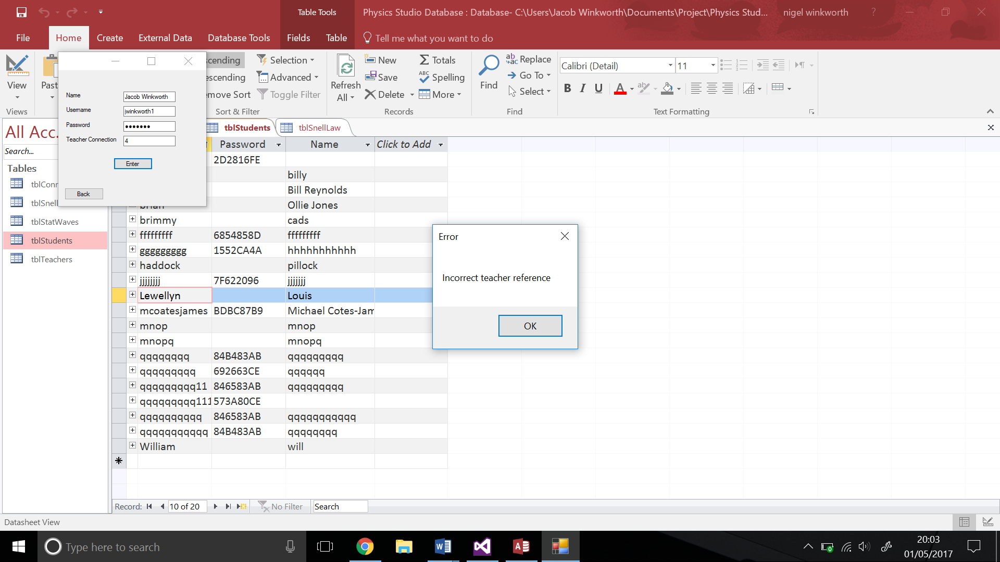 Table Tools
Physics Studio Database : Database- C:\Users\Jacob Winkworth\Documents\Project\Physics Stud...
nigel winkworth
?
File
Home
Create
External Data
Database Tools
Fields
Table
Tell me what you want to do
View
Past
cending
escending
move Sort
Selection
Advanced
Toggle Filter
Refresh
All
New
Save
Delete
Totals
Spelling
More
Find
Replace
Go To
Select
Calibri (Detail)
11
B I U
Views
Sort & Filter
Records
Find
Text Formatting
Name
Jacob Winkworth
Username
jwinkworth1
Password
•••••••
Teacher Connection
4
Enter
Back
All Acc...
Search...
Tables
tblConn
tblSnell
tblStatWaves
tblStudents
tblTeachers
tblStudents
tblSnellLaw
Password
Name
Click to Add
2D2816FE
billy
Bill Reynolds
brian
Ollie Jones
brimmy
cads
fffffffff
6854858D
fffffffff
ggggggggg
1552CA4A
hhhhhhhhhhh
haddock
pillock
jjjjjjjj
7F622096
jjjjjjj
Lewellyn
Louis
mcoatesjames
BDBC87B9
Michael Cotes-Jam
mnop
mnop
mnopq
mnopq
qqqqqqqq
84B483AB
qqqqqqqqq
qqqqqqqqq
692663CE
qqqqqq
qqqqqqqqq11
846583AB
qqqqqqqqq
qqqqqqqqq111
573A80CE
qqqqqqqqqq
846583AB
qqqqqqqqqqq
qqqqqqqqqqq
84B483AB
qqqqqqqq
William
will
Error
Incorrect teacher reference
OK
Record:
10 of 20
No Filter
Search
Datasheet View
Type here to search
20:03
01/05/2017